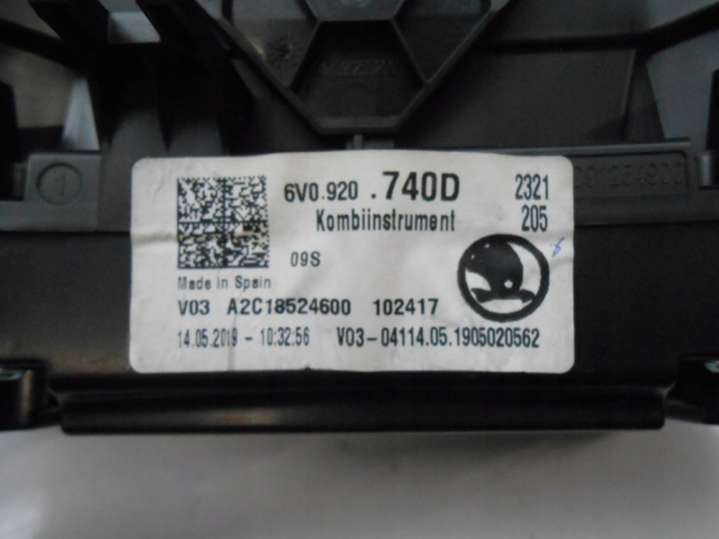 6V0.920 .740D 2321
Kombiinstrument 205
09S
Made in Spain
V03 A2C18524600 102417
14.05.2019 - 10:32:56 V03-04114.05.1905020562